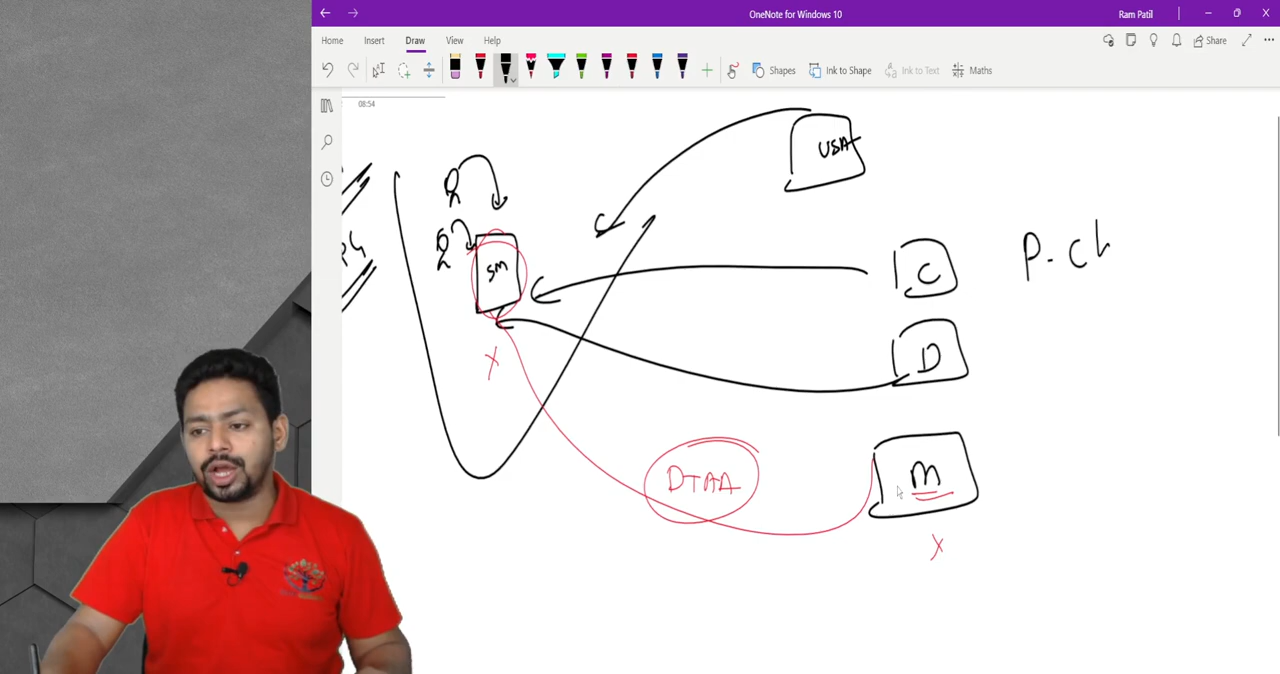 OneNote for Windows 10
Ram Patil
Home Insert Draw View Help
Share
Shapes
Ink to Shape
Ink to Text
Maths
08:54
USA
SM
C
P. Ch
D
X
DTAA
M
X